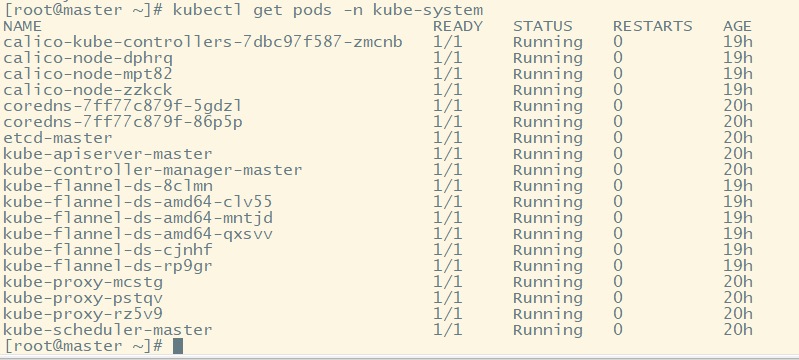 [root@master ~]# kubectl get pods -n kube-system
NAME READY STATUS RESTARTS AGE
calico-kube-controllers-7dbc97f587-zmcnb 1/1 Running 0 19h
calico-node-dphrq 1/1 Running 0 19h
calico-node-mpt82 1/1 Running 0 19h
calico-node-zzkck 1/1 Running 0 19h
coredns-7ff77c879f-5gdzl 1/1 Running 0 20h
coredns-7ff77c879f-86p5p 1/1 Running 0 20h
etcd-master 1/1 Running 0 20h
kube-apiserver-master 1/1 Running 0 20h
kube-controller-manager-master 1/1 Running 0 20h
kube-flannel-ds-8clmn 1/1 Running 0 19h
kube-flannel-ds-amd64-clv55 1/1 Running 0 19h
kube-flannel-ds-amd64-mntjd 1/1 Running 0 19h
kube-flannel-ds-amd64-qxsvv 1/1 Running 0 19h
kube-flannel-ds-cjnhf 1/1 Running 0 19h
kube-flannel-ds-rp9gr 1/1 Running 0 19h
kube-proxy-mcstg 1/1 Running 0 20h
kube-proxy-pstqv 1/1 Running 0 20h
kube-proxy-rz5v9 1/1 Running 0 20h
kube-scheduler-master 1/1 Running 0 20h
[root@master ~]#